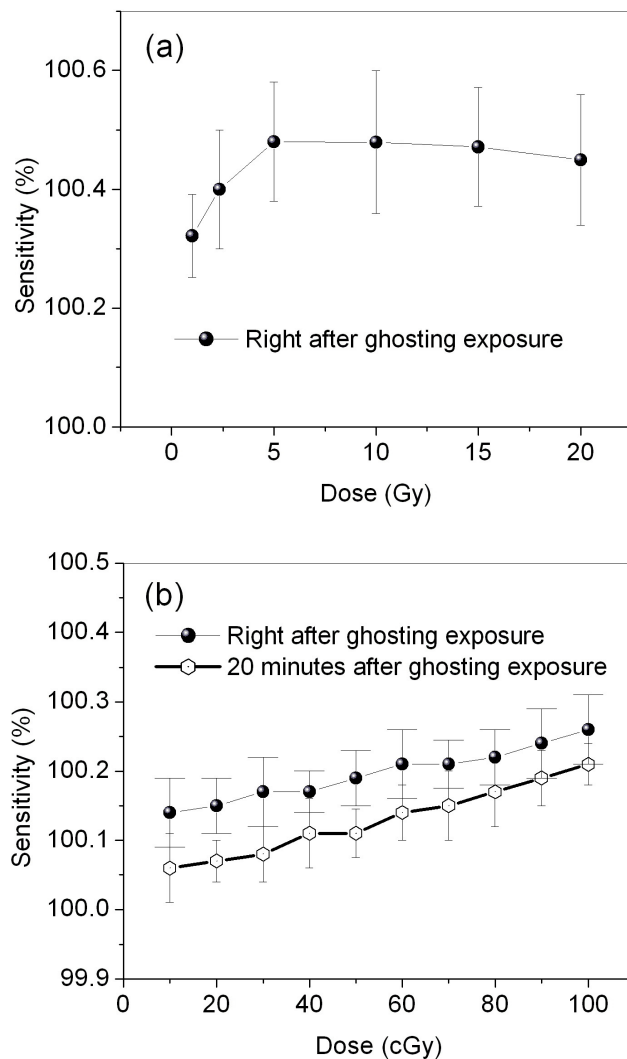 (a)
100.6
100.4
100.2
100.0
Sensitivity (%)
Right after ghosting exposure
0 5 10 15 20
Dose (Gy)
(b)
100.5
100.4
100.3
100.2
100.1
100.0
99.9
Sensitivity (%)
Right after ghosting exposure
20 minutes after ghosting exposure
0 20 40 60 80 100
Dose (cGy)